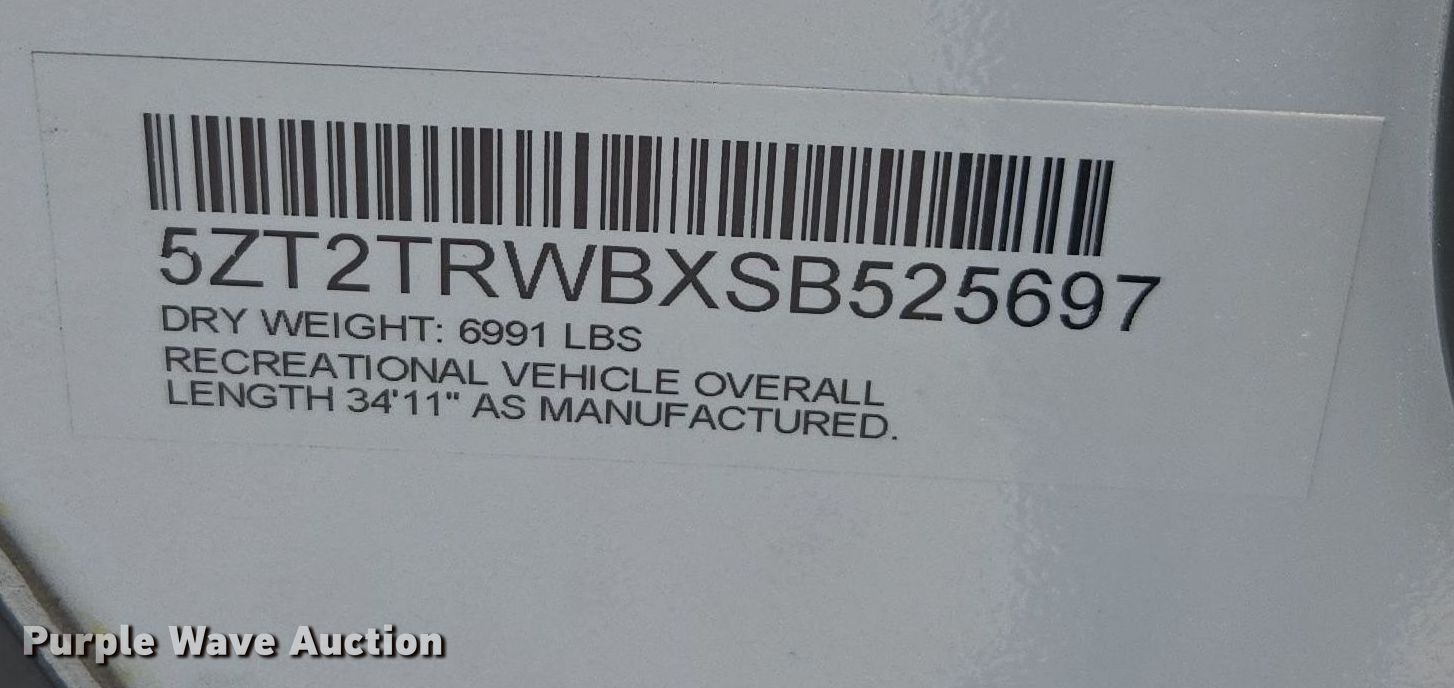 5ZT2TRWBXSB525697
DRY WEIGHT: 6991 LBS
RECREATIONAL VEHICLE OVERALL
LENGTH 34'11" AS MANUFACTURED.
Purple Wave Auction